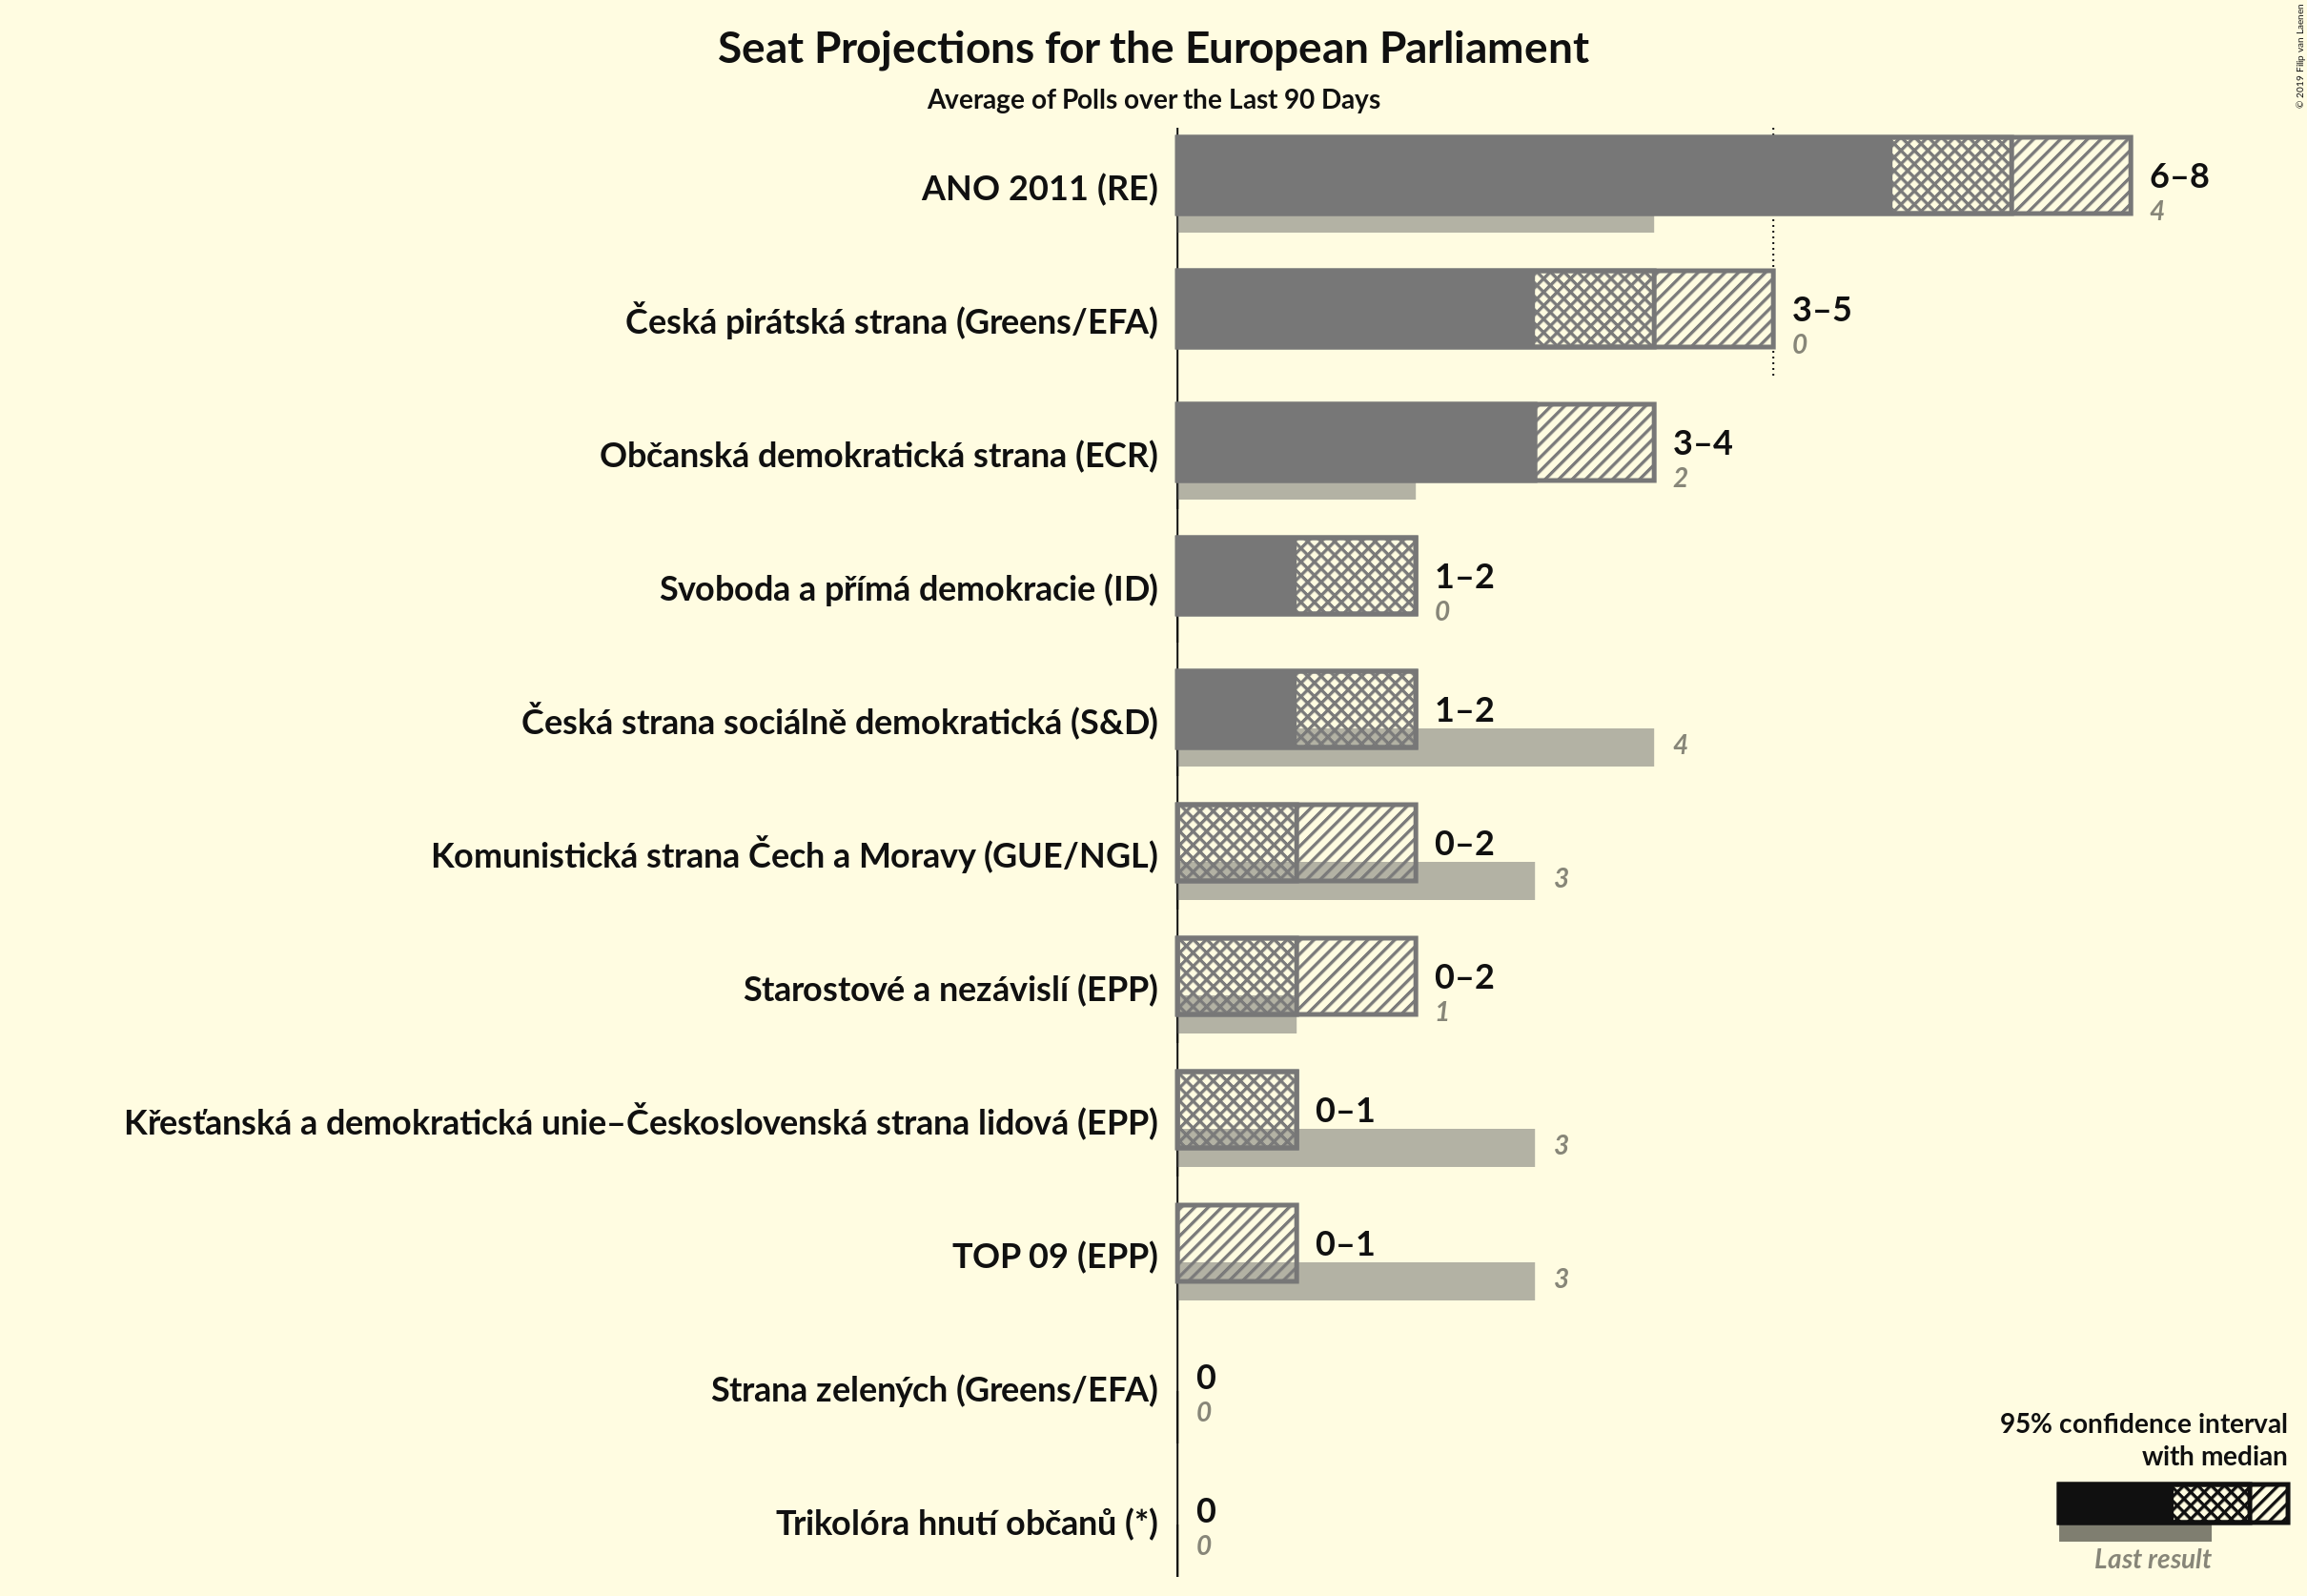 Seat Projections for the European Parliament
Average of Polls over the Last 90 Days
© 2019 Filip van Laenen
ANO 2011 (RE)
6–8
4
Česká pirátská strana (Greens/EFA)
3–5
0
Občanská demokratická strana (ECR)
3–4
2
Svoboda a přímá demokracie (ID)
1–2
0
Česká strana sociálně demokratická (S&D)
1–2
4
Komunistická strana Čech a Moravy (GUE/NGL)
0–2
3
Starostové a nezávislí (EPP)
0–2
1
Křesťanská a demokratická unie–Československá strana lidová (EPP)
0–1
3
TOP 09 (EPP)
0–1
3
Strana zelených (Greens/EFA)
0
0
Trikolóra hnutí občanů (*)
0
0
95% confidence interval
with median
Last result